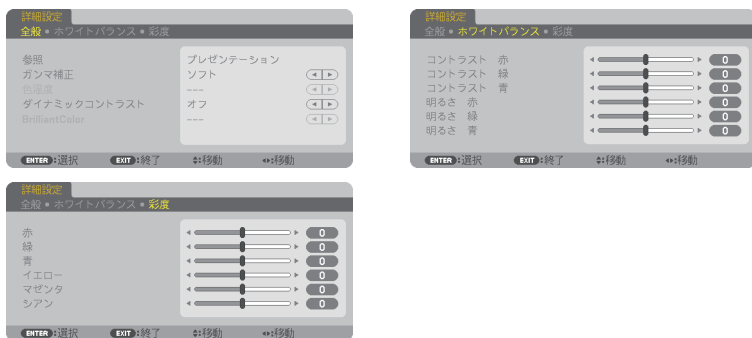 詳細設定
全般 • ホワイトバランス • 彩度
参照 プレゼンテーション
ガンマ補正 ソフト
色温度 ---
ダイナミックコントラスト オフ
BrilliantColor ---
ENTER :選択 EXIT :終了 :移動 :移動
詳細設定
全般 • ホワイトバランス • 彩度
コントラスト 赤 0
コントラスト 緑 0
コントラスト 青 0
明るさ 赤 0
明るさ 緑 0
明るさ 青 0
ENTER :選択 EXIT :終了 :移動 :移動
詳細設定
全般 • ホワイトバランス • 彩度
赤 0
緑 0
青 0
イエロー 0
マゼンタ 0
シアン 0
ENTER :選択 EXIT :終了 :移動 :移動